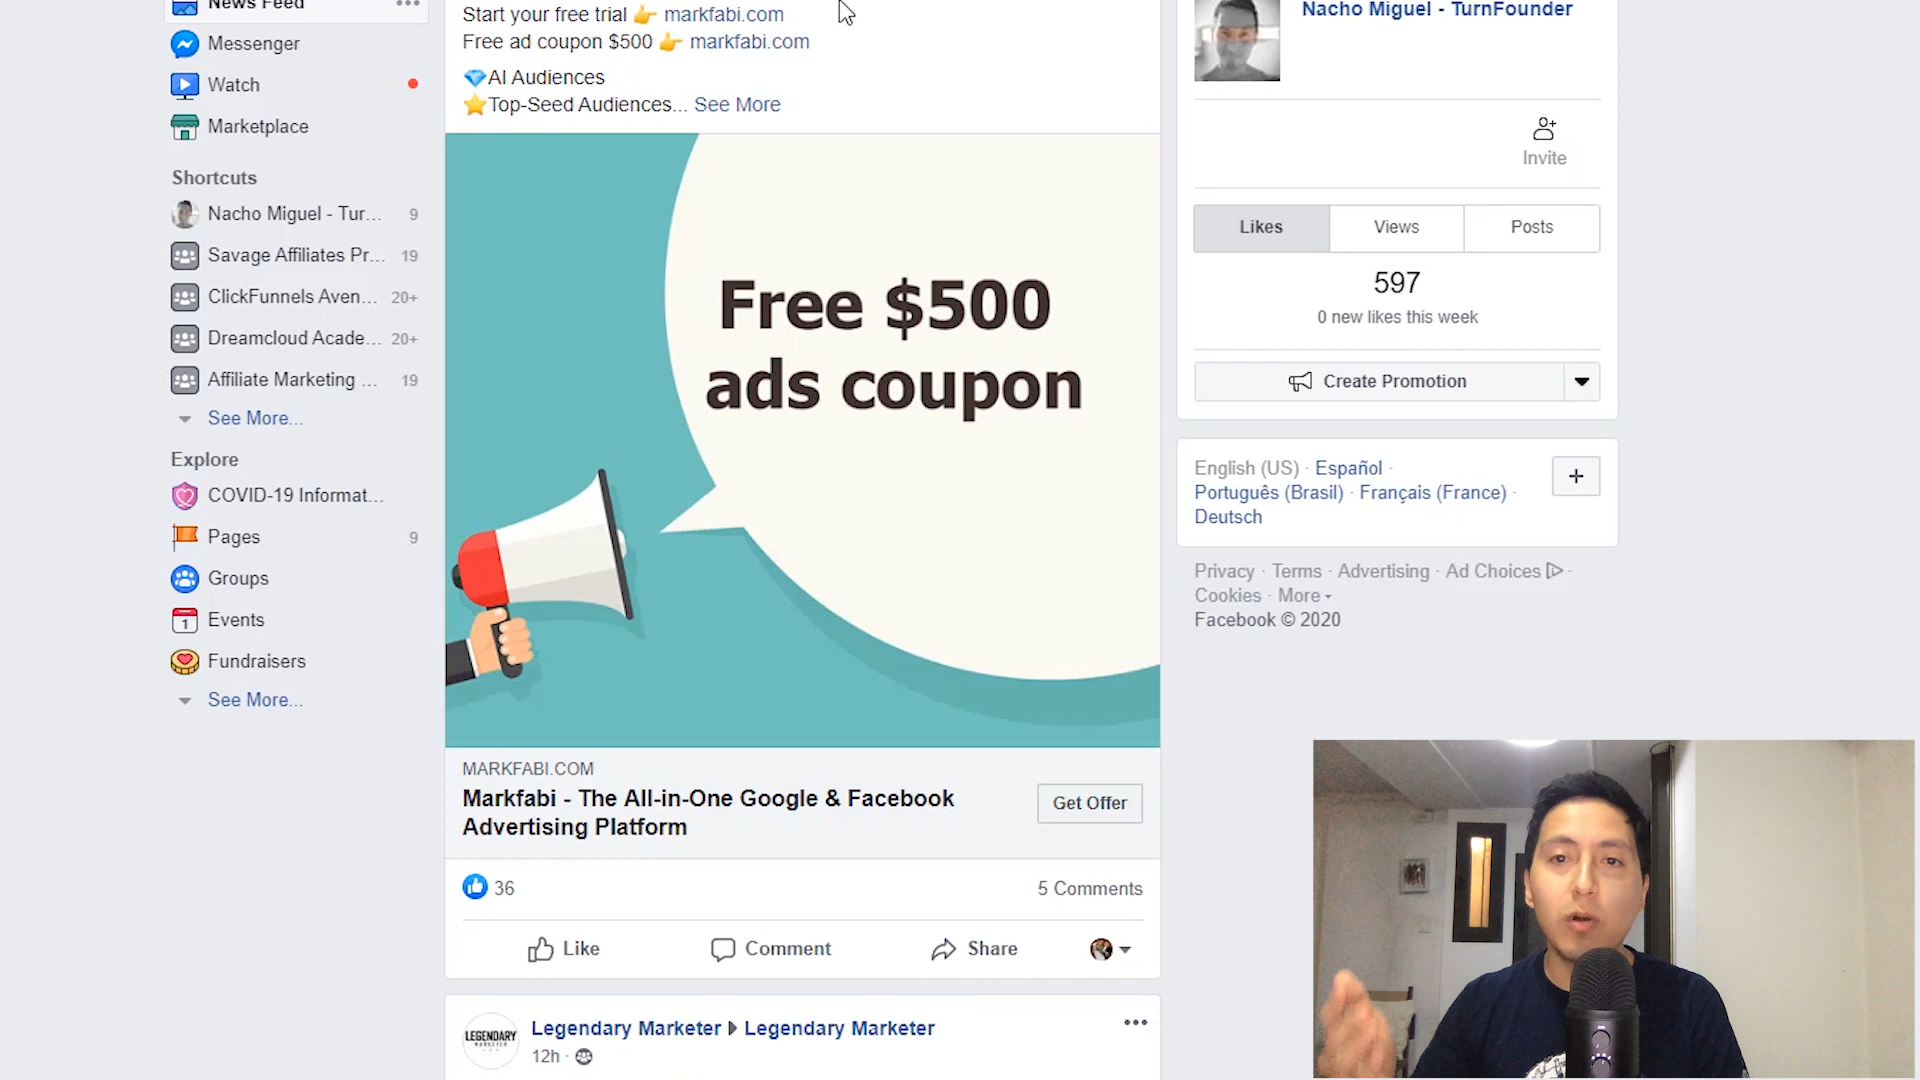 News Feed
Messenger
Watch
Marketplace
Shortcuts
Nacho Miguel - Tur... 9
Savage Affiliates Pr... 19
ClickFunnels Aven... 20+
Dreamcloud Acade... 20+
Affiliate Marketing ... 19
See More...
Explore
COVID-19 Informat...
Pages 9
Groups
1 Events
Fundraisers
See More...
Start your free trial 👉 markfabi.com
Free ad coupon $500 👉 markfabi.com
💎AI Audiences
⭐Top-Seed Audiences... See More
Free $500
ads coupon
MARKFABI.COM
Markfabi - The All-in-One Google & Facebook
Advertising Platform
Get Offer
36
5 Comments
Like
Comment
Share
LEGENDARY
MARKETER
Legendary Marketer Legendary Marketer
12h ·
Nacho Miguel - TurnFounder
Invite
Likes Views Posts
597
0 new likes this week
Create Promotion
English (US) · Español ·
Português (Brasil) · Français (France) ·
Deutsch
Privacy · Terms · Advertising · Ad Choices ·
Cookies · More
Facebook © 2020